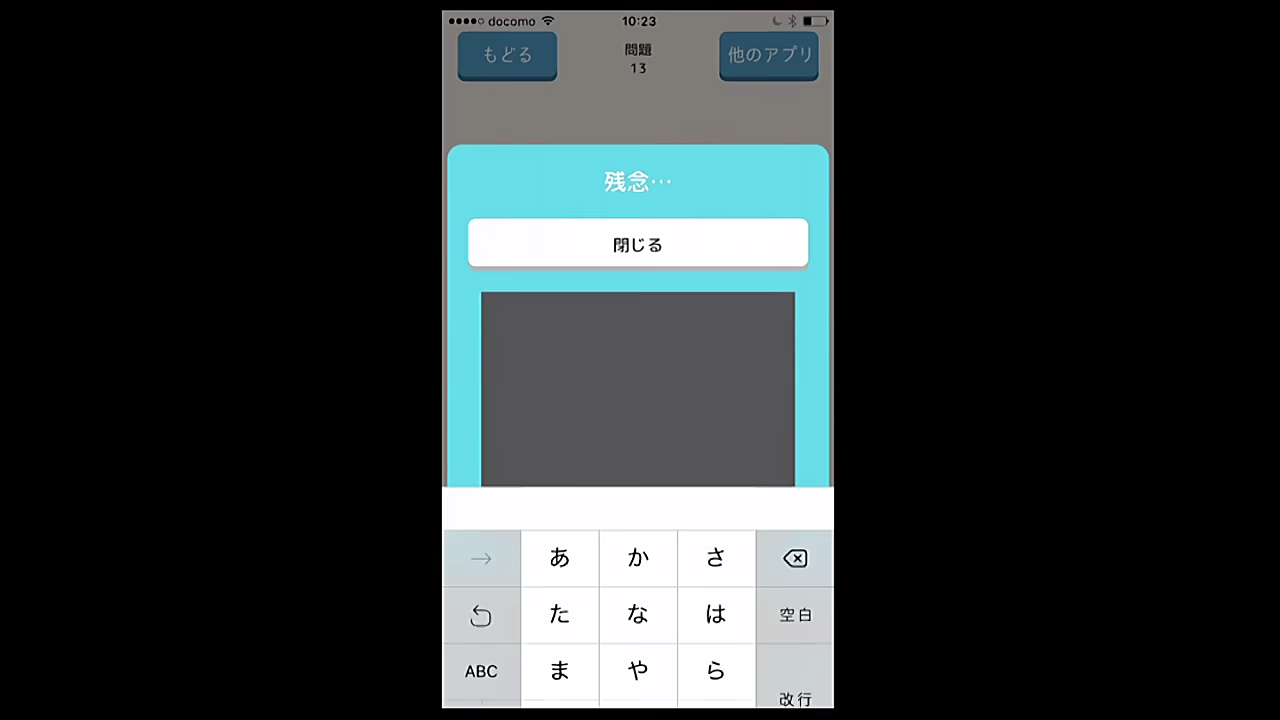 docomo 10:23
もどる
問題
13
他のアプリ
残念…
閉じる
→ あ か さ
た な は 空白
ABC ま や ら
改行